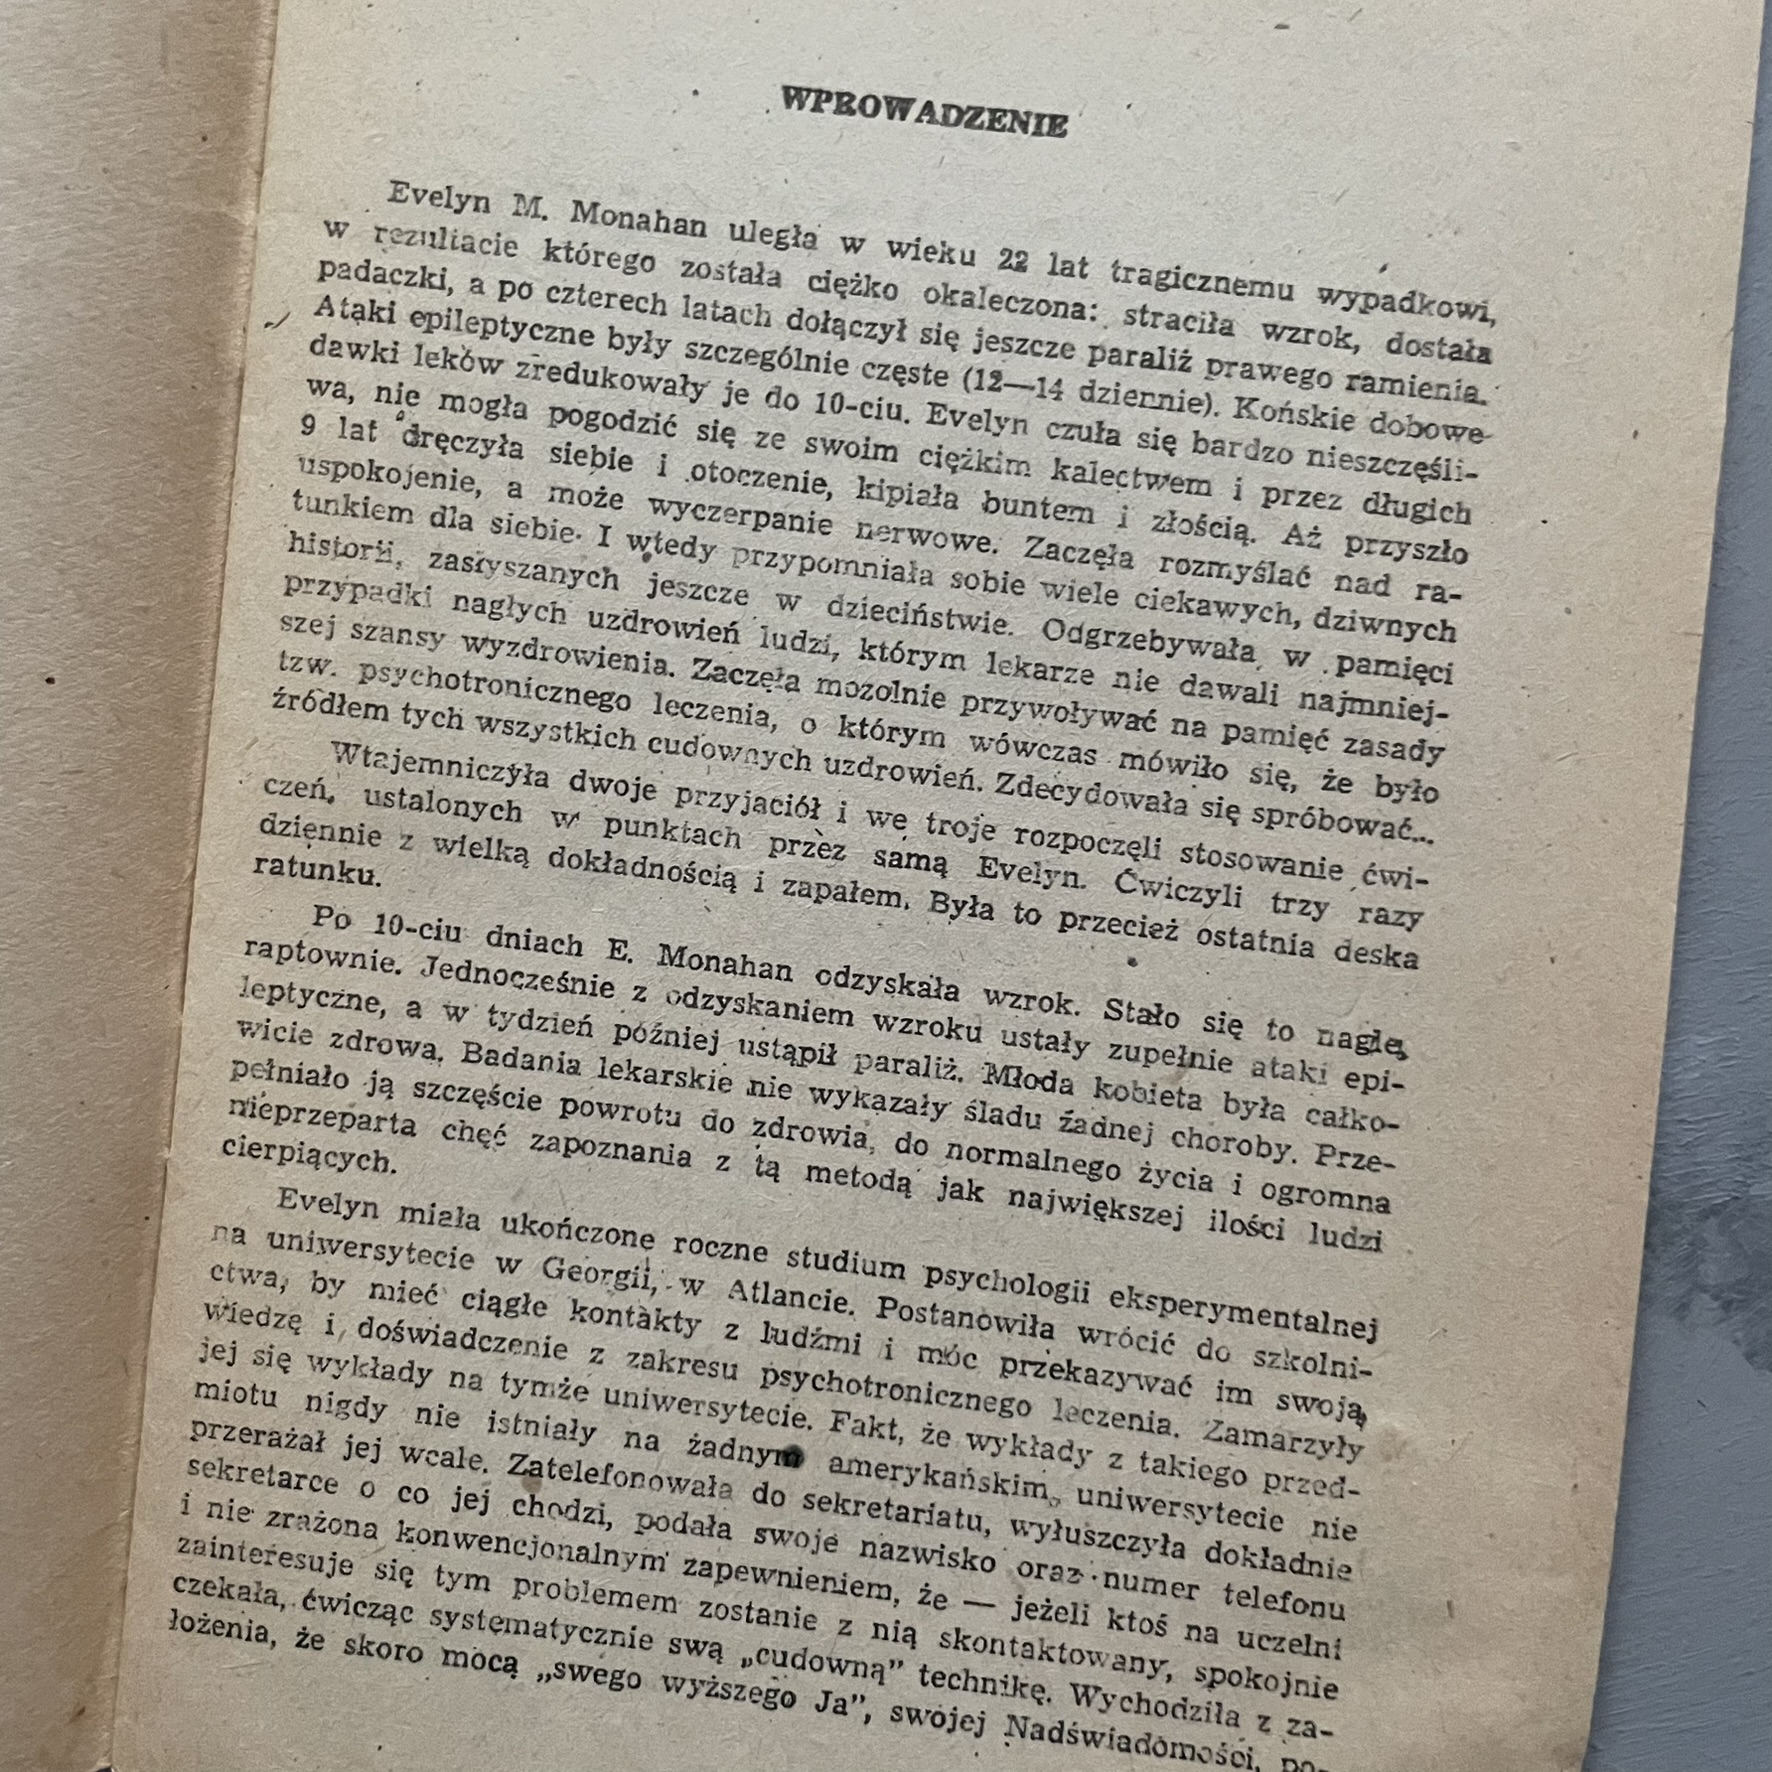 WPROWADZENIE
Evelyn M. Monahan uległa w wieku 22 lat tragicznemu wypadkowi,
w rezultacie którego została ciężko okaleczona: straciła wzrok, dostała
padaczki, a po czterech latach dołączył się jeszcze paraliż prawego ramienia.
Ataki epileptyczne były szczególnie częste (12—14 dziennie). Końskie dobowe
dawki leków zredukowały je do 10-ciu. Evelyn czuła się bardzo nieszczęśli-
wa, nie mogła pogodzić się ze swoim ciężkim kalectwem i przez długich
9 lat dręczyła siebie i otoczenie, kipiała buntem i złością. Aż przyszło
uspokojenie, a może wyczerpanie nerwowe. Zaczęła rozmyślać nad ra-
tunkiem dla siebie. I wtedy przypomniała sobie wiele ciekawych, dziwnych
historii, zasłyszanych jeszcze w dzieciństwie. Odgrzebywała w pamięci
przypadki nagłych uzdrowień ludzi, którym lekarze nie dawali najmniej-
szej szansy wyzdrowienia. Zaczęła mozolnie przywoływać na pamięć zasady
tzw. psychotronicznego leczenia, o którym wówczas mówiło się, że było
źródłem tych wszystkich cudownych uzdrowień. Zdecydowała się spróbować...
Wtajemniczyła dwoje przyjaciół i we troje rozpoczęli stosowanie ćwi-
czeń, ustalonych w punktach przez samą Evelyn. Ćwiczyli trzy razy
dziennie z wielką dokładnością i zapałem. Była to przecież ostatnia deska
ratunku.
Po 10-ciu dniach E. Monahan odzyskała wzrok. Stało się to nagle,
raptownie. Jednocześnie z odzyskaniem wzroku ustały zupełnie ataki epi-
leptyczne, a w tydzień później ustąpił paraliż. Młoda kobieta była całko-
wicie zdrowa. Badania lekarskie nie wykazały śladu żadnej choroby. Prze-
pełniało ją szczęście powrotu do zdrowia, do normalnego życia i ogromna
nieprzeparta chęć zapoznania z tą metodą jak największej ilości ludzi
cierpiących.
Evelyn miała ukończone roczne studium psychologii eksperymentalnej
na uniwersytecie w Georgii, w Atlancie. Postanowiła wrócić do szkolni-
ctwa, by mieć ciągłe kontakty z ludźmi i móc przekazywać im swoją
wiedzę i doświadczenie z zakresu psychotronicznego leczenia. Zamarzyły
jej się wykłady na tymże uniwersytecie. Fakt, że wykłady z takiego przed-
miotu nigdy nie istniały na żadnym amerykańskim uniwersytecie nie
przerażał jej wcale. Zatelefonowała do sekretariatu, wyłuszczyła dokładnie
sekretarce o co jej chodzi, podała swoje nazwisko oraz numer telefonu
i nie zrażona konwencjonalnym zapewnieniem, że — jeżeli ktoś na uczelni
zainteresuje się tym problemem zostanie z nią skontaktowany, spokojnie
czekała, ćwicząc systematycznie swą „cudowną” technikę. Wychodziła z za-
łożenia, że skoro mocą „swego wyższego Ja”, swojej Nadświadomości, po-